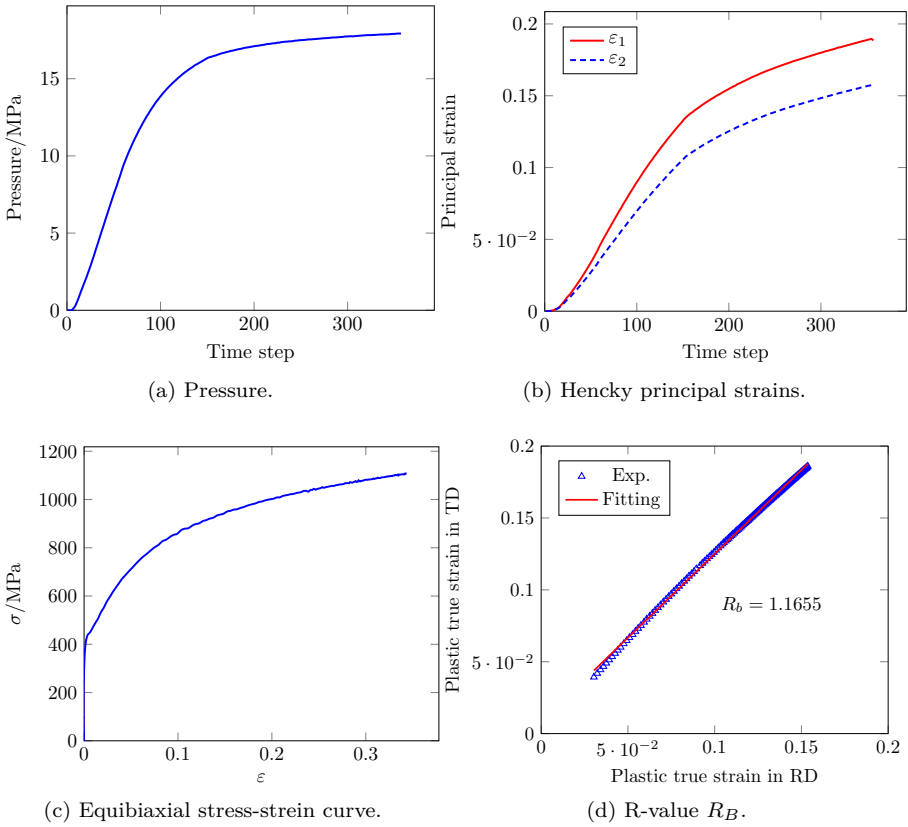 Pressure/MPa
15
10
5
0
0
100
200
300
Time step
(a) Pressure.
Principal strain
0.2
0.15
0.1
5 · 10⁻²
0
ε₁
ε₂
0
100
200
300
Time step
(b) Hencky principal strains.
σ/MPa
1200
1000
800
600
400
200
0
0
0.1
0.2
0.3
ε
(c) Equibiaxial stress-strein curve.
Plastic true strain in TD
0.2
0.15
0.1
5 · 10⁻²
0
Exp.
Fitting
R_b = 1.1655
0
5 · 10⁻²
0.1
0.15
0.2
Plastic true strain in RD
(d) R-value R_B.